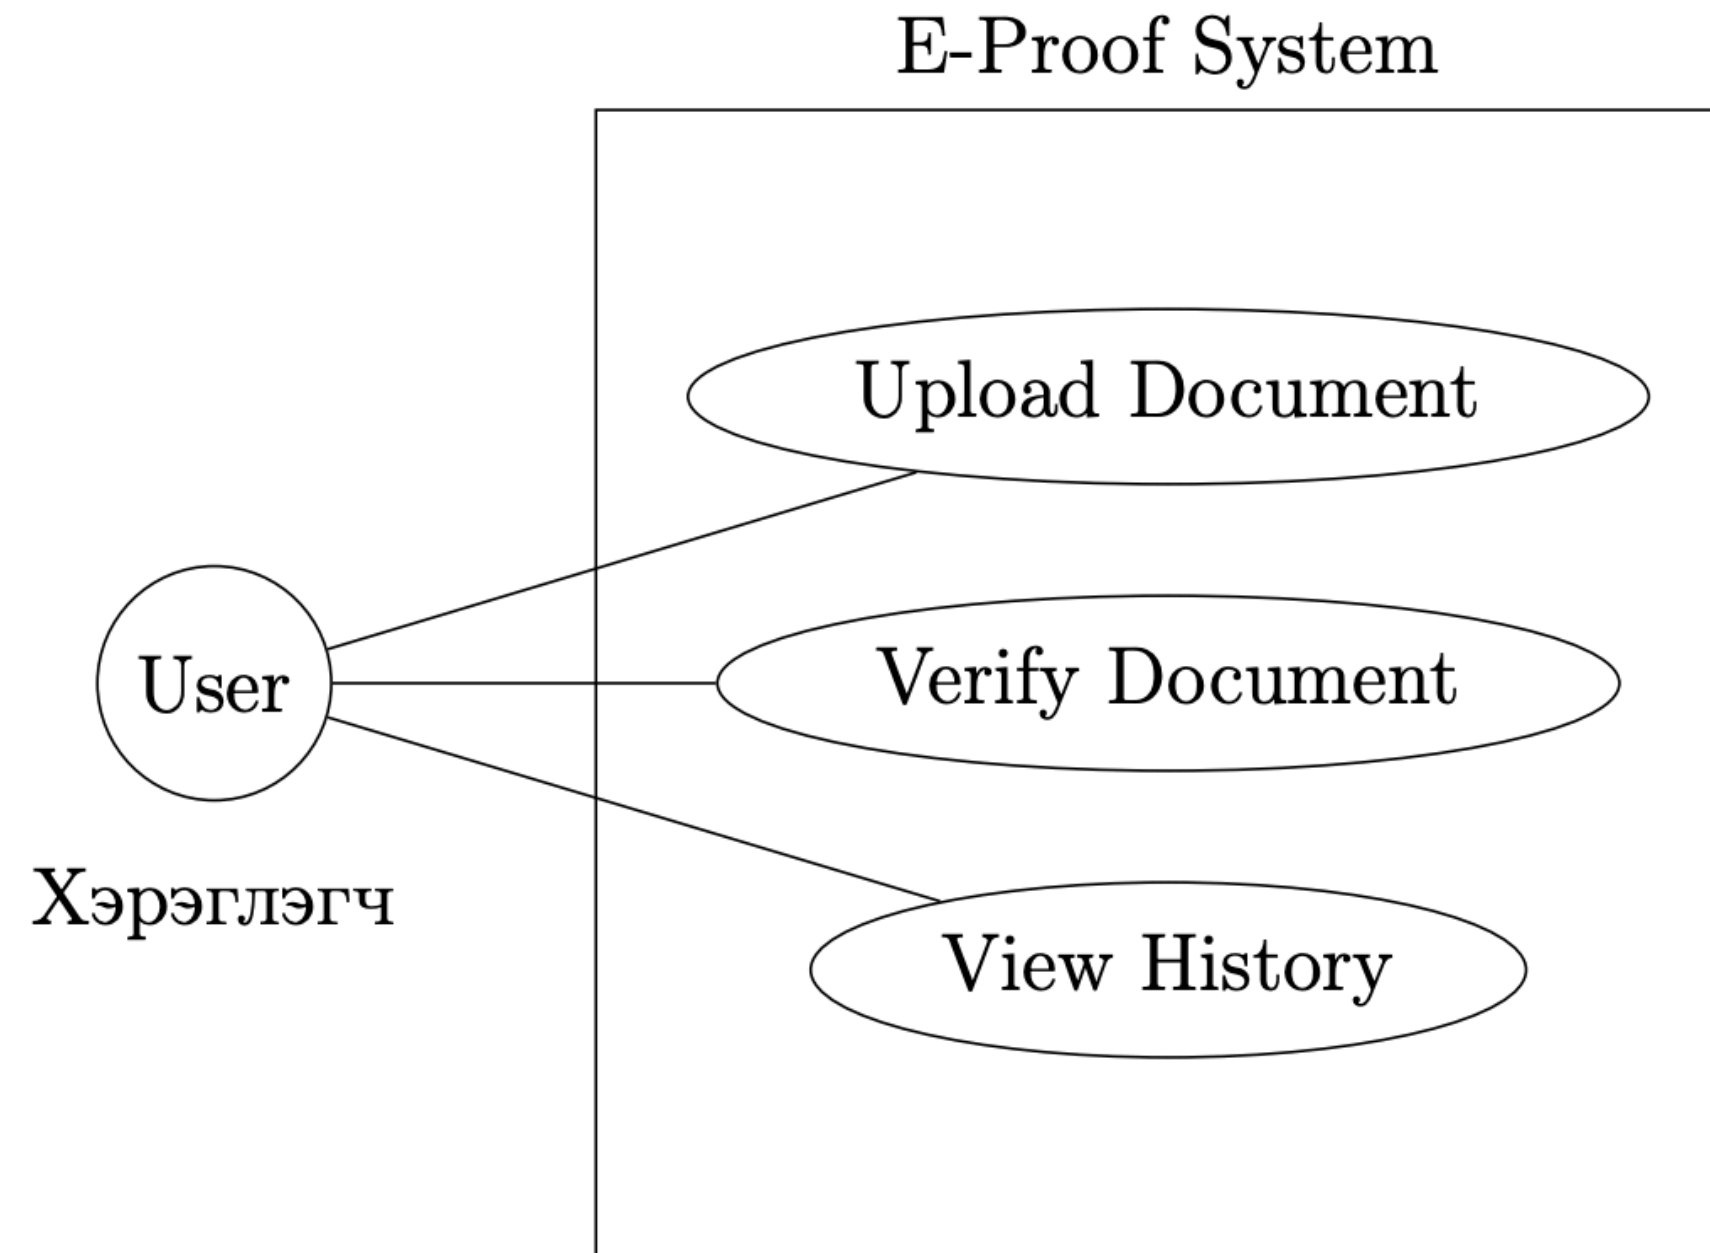 E-Proof System
Upload Document
User
Verify Document
Хэрэглэгч
View History